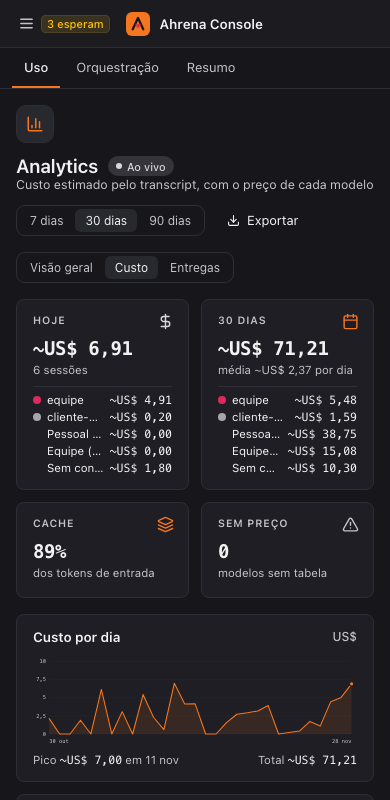 3 esperam
Ahrena Console
Uso Orquestração Resumo
Analytics Ao vivo
Custo estimado pelo transcript, com o preço de cada modelo
7 dias 30 dias 90 dias Exportar
Visão geral Custo Entregas
HOJE
~US$ 6,91
6 sessões
equipe ~US$ 4,91
cliente-… ~US$ 0,20
Pessoal … ~US$ 0,00
Equipe (… ~US$ 0,00
Sem con… ~US$ 1,80
30 DIAS
~US$ 71,21
média ~US$ 2,37 por dia
equipe ~US$ 5,48
cliente-… ~US$ 1,59
Pessoa… ~US$ 38,75
Equipe… ~US$ 15,08
Sem c… ~US$ 10,30
CACHE
89%
dos tokens de entrada
SEM PREÇO
0
modelos sem tabela
Custo por dia US$
10
7,5
5
2,5
0
30 out 28 nov
Pico ~US$ 7,00 em 11 nov Total ~US$ 71,21